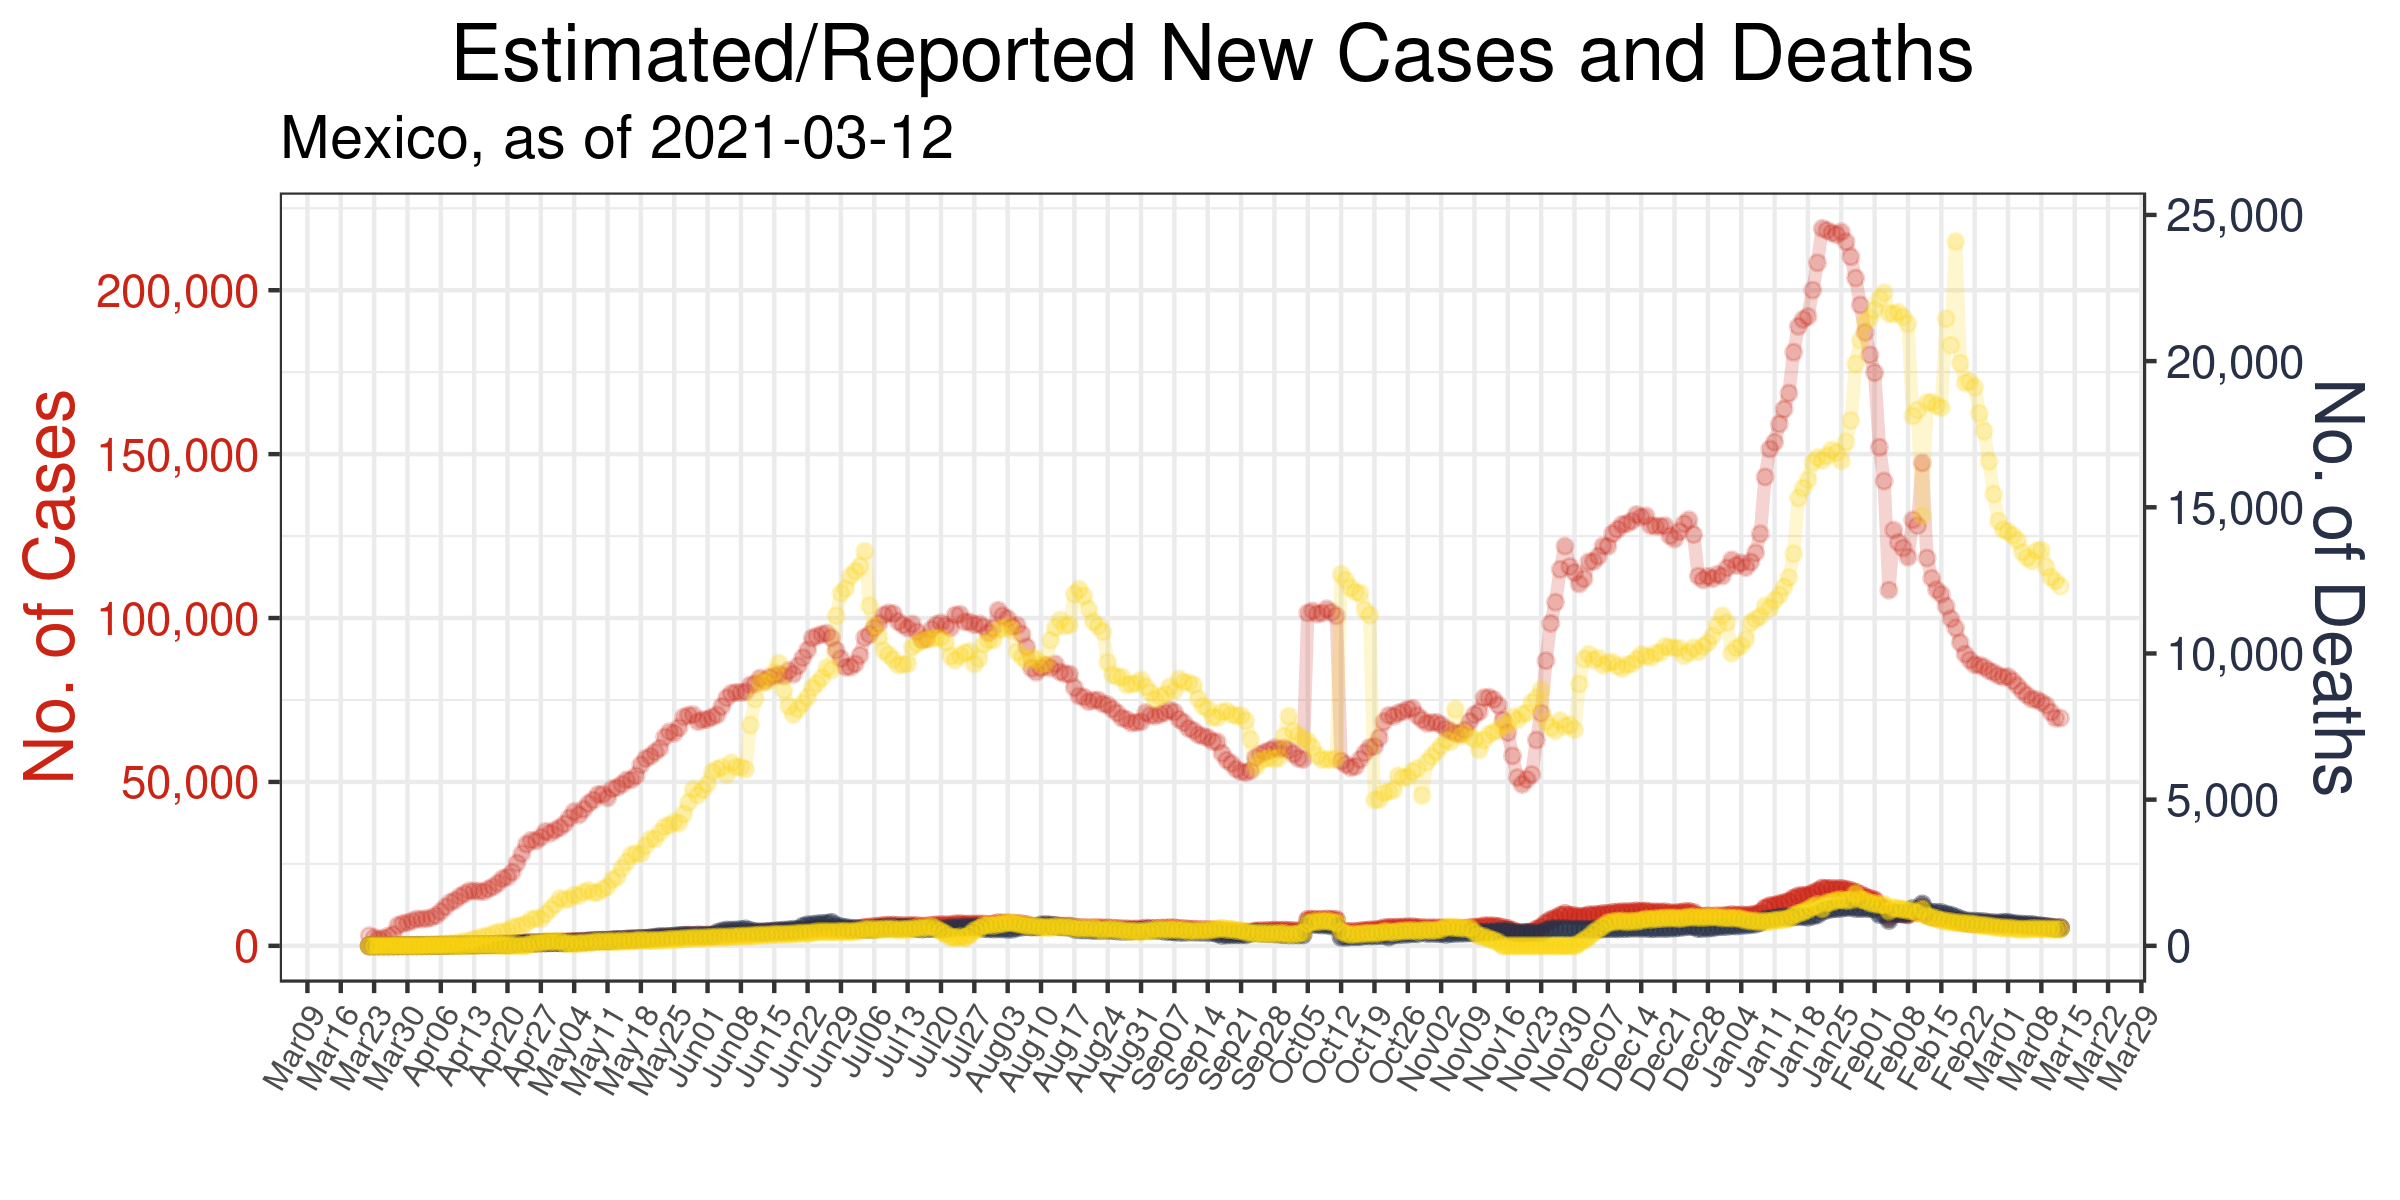 Estimated/Reported New Cases and Deaths
Mexico, as of 2021-03-12
No. of Cases
200,000
150,000
100,000
50,000
0
25,000
20,000
15,000
10,000
5,000
0
No. of Deaths
Mar09 Mar16 Mar23 Mar30 Apr06 Apr13 Apr20 Apr27 May04 May11 May18 May25 Jun01 Jun08 Jun15 Jun22 Jun29 Jul06 Jul13 Jul20 Jul27 Aug03 Aug10 Aug17 Aug24 Aug31 Sep07 Sep14 Sep21 Sep28 Oct05 Oct12 Oct19 Oct26 Nov02 Nov09 Nov16 Nov23 Nov30 Dec07 Dec14 Dec21 Dec28 Jan04 Jan11 Jan18 Jan25 Feb01 Feb08 Feb15 Feb22 Mar01 Mar08 Mar15 Mar22 Mar29